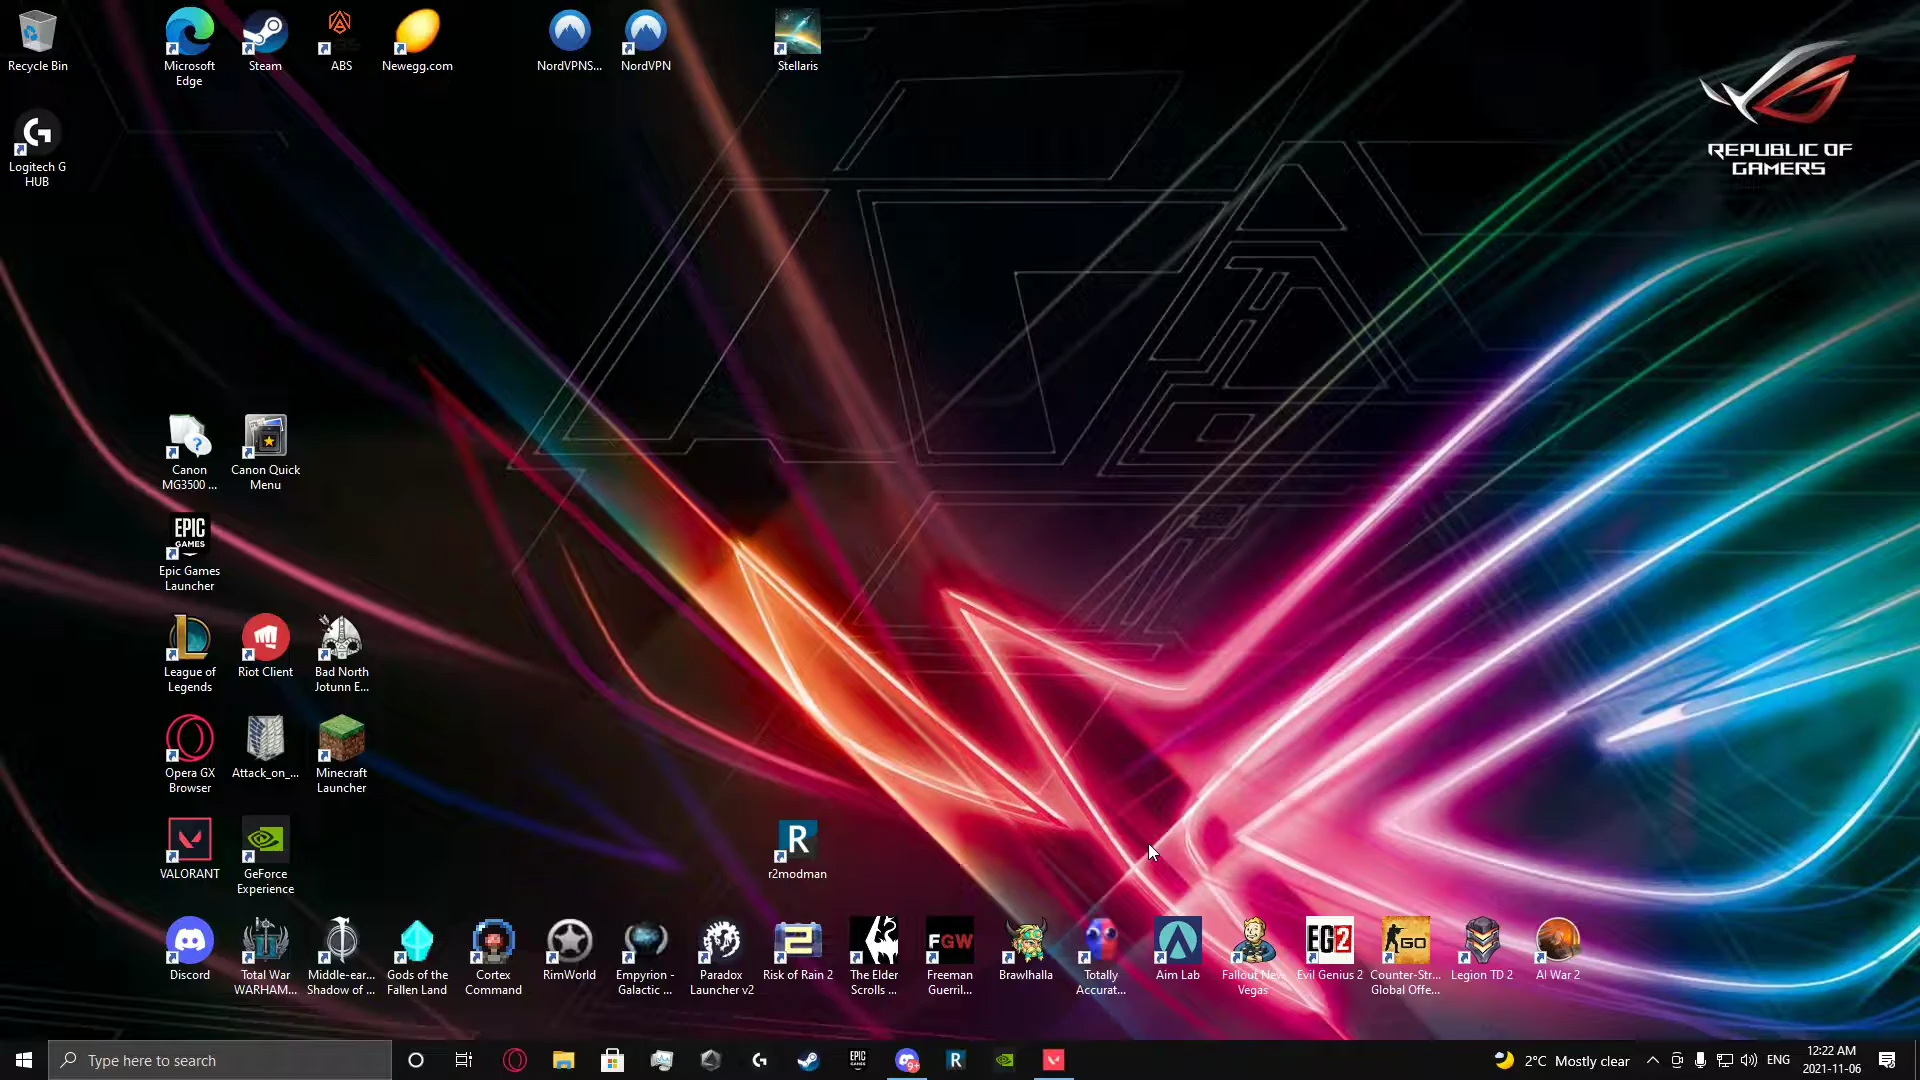 Recycle Bin
Microsoft
Edge
Steam
ABS
Newegg.com
NordVPNS...
NordVPN
Stellaris
REPUBLIC OF
GAMERS
Logitech G
HUB
Canon
MG3500 ...
Canon Quick
Menu
EPIC
GAMES
Epic Games
Launcher
League of
Legends
Riot Client
Bad North
Jotunn E...
Opera GX
Browser
Attack_on_...
Minecraft
Launcher
VALORANT
GeForce
Experience
R
r2modman
Discord
Total War
WARHAM...
Middle-ear...
Shadow of ...
Gods of the
Fallen Land
Cortex
Command
RimWorld
Empyrion -
Galactic ...
Paradox
Launcher v2
2
Risk of Rain 2
The Elder
Scrolls ...
FGW
Freeman
Guerril...
Brawlhalla
Totally
Accurat...
Aim Lab
Fallout New
Vegas
EG2
Evil Genius 2
GO
Counter-Str...
Global Offe...
Legion TD 2
AI War 2
Type here to search
EPIC
GAMES
9+
R
2°C Mostly clear
ENG
12:22 AM
2021-11-06